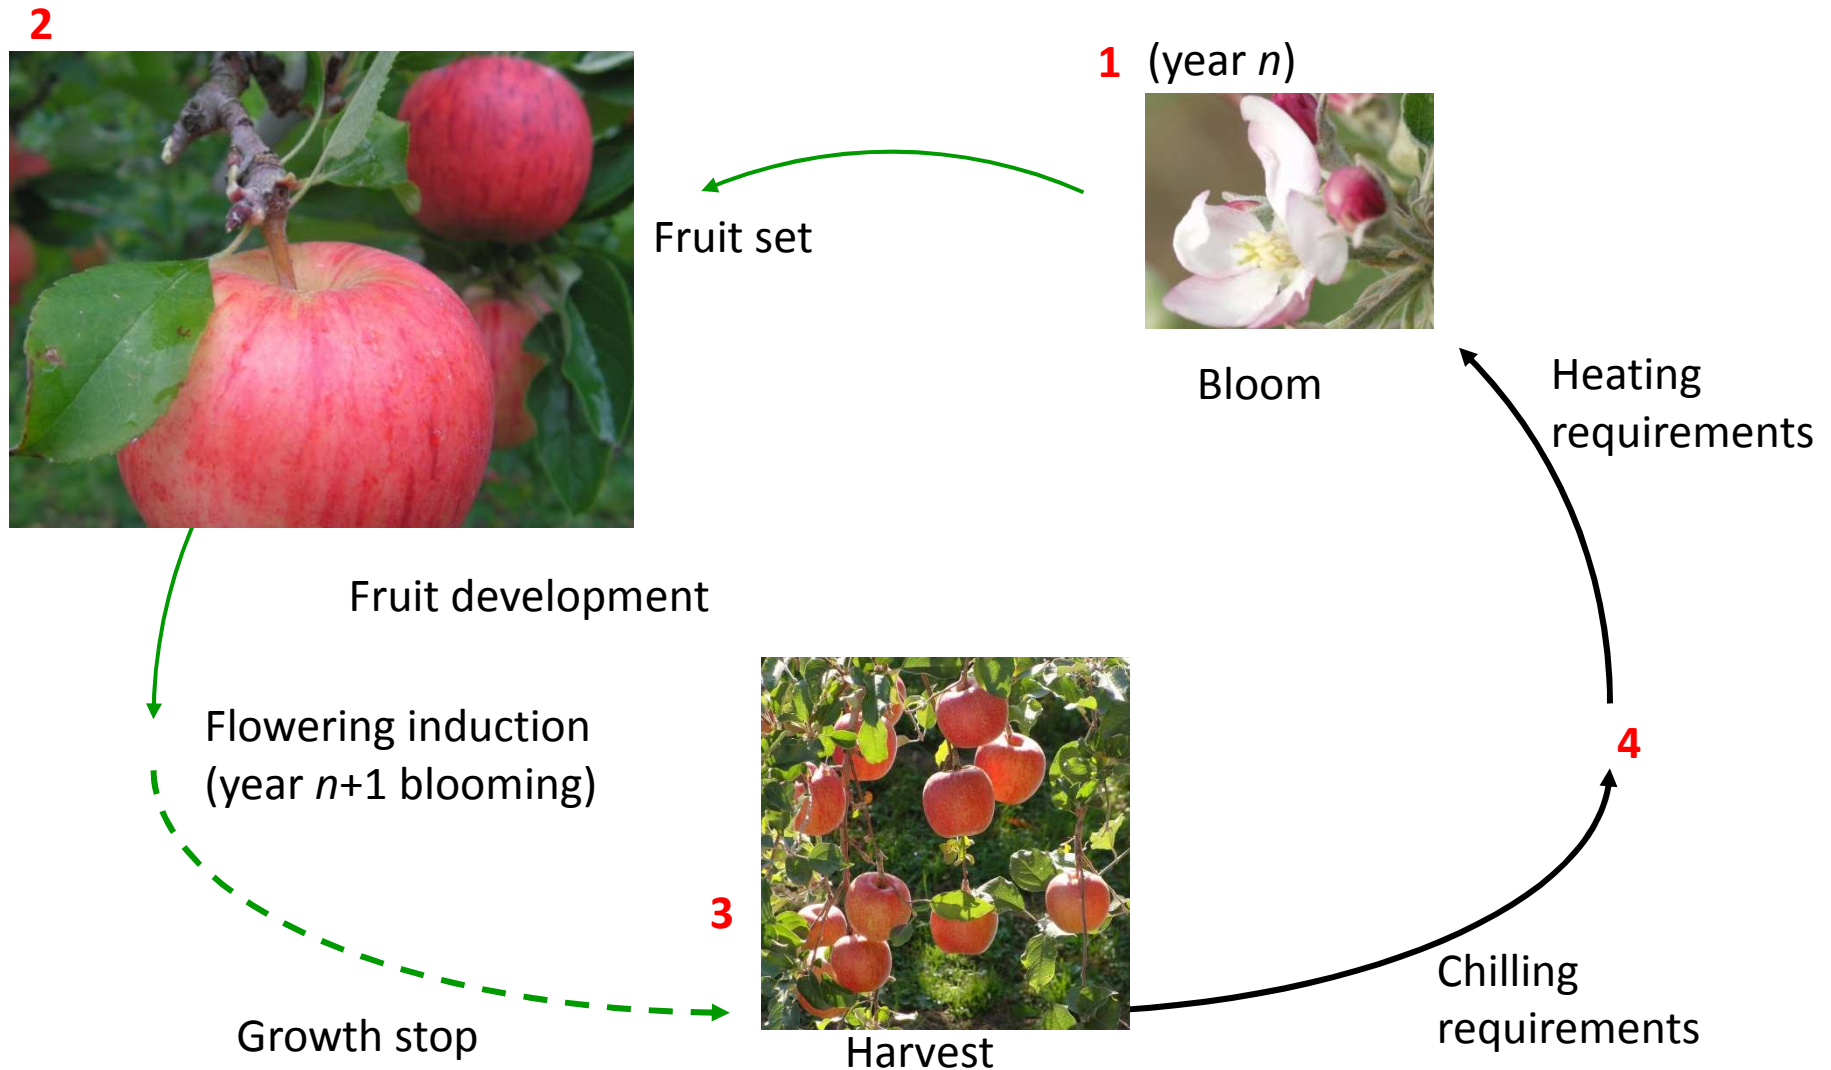 2
1 (year n)
Fruit set
Bloom
Heating
requirements
Fruit development
Flowering induction
(year n+1 blooming)
4
3
Chilling
requirements
Growth stop
Harvest